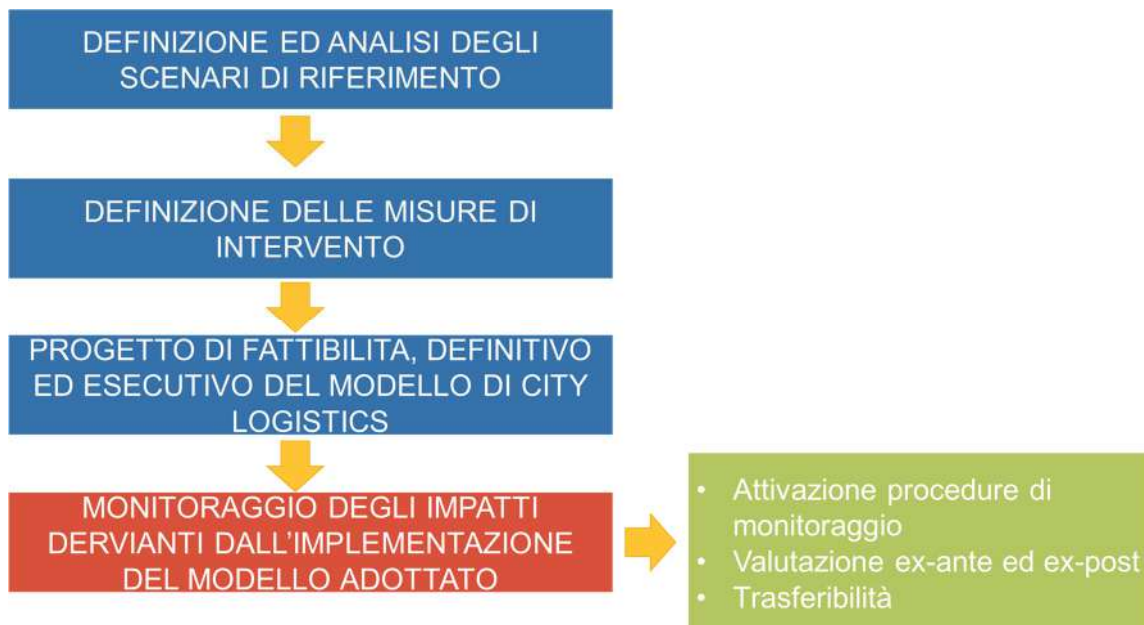 DEFINIZIONE ED ANALISI DEGLI
SCENARI DI RIFERIMENTO
DEFINIZIONE DELLE MISURE DI
INTERVENTO
PROGETTO DI FATTIBILITA, DEFINITIVO
ED ESECUTIVO DEL MODELLO DI CITY
LOGISTICS
MONITORAGGIO DEGLI IMPATTI
DERVIANTI DALL'IMPLEMENTAZIONE
DEL MODELLO ADOTTATO
• Attivazione procedure di
monitoraggio
• Valutazione ex-ante ed ex-post
• Trasferibilità